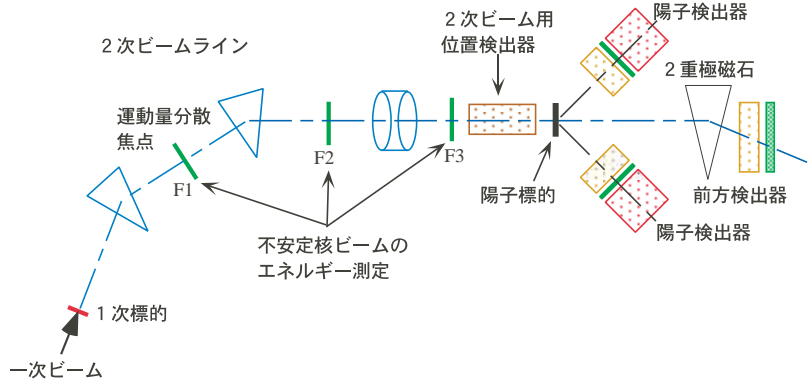 2次ビームライン
2次ビーム用
位置検出器
陽子検出器
2重極磁石
運動量分散
焦点
F1
F2
F3
陽子標的
前方検出器
陽子検出器
不安定核ビームの
エネルギー測定
1次標的
一次ビーム